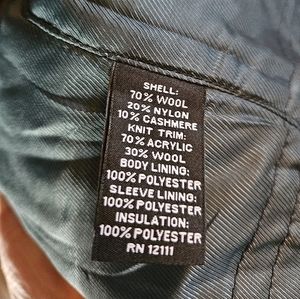 SHELL:
70% WOOL
20% NYLON
10% CASHMERE
KNIT TRIM:
70% ACRYLIC
30% WOOL
BODY LINING:
100% POLYESTER
SLEEVE LINING:
100% POLYESTER
INSULATION:
100% POLYESTER
RN 12111